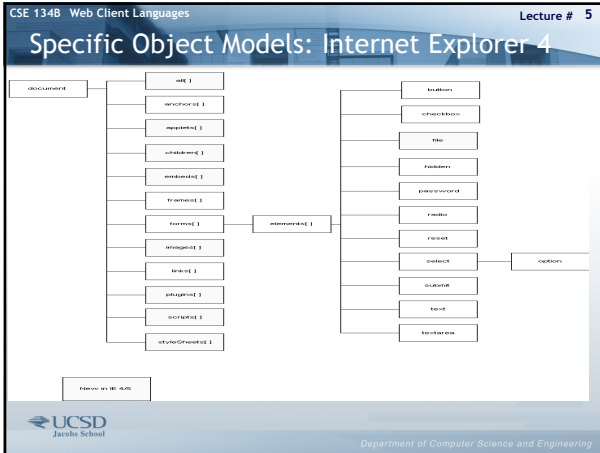 CSE 134B Web Client Languages
Lecture # 5
Specific Object Models: Internet Explorer 4
document
all[ ]
anchors[ ]
applets[ ]
children[ ]
embeds[ ]
frames[ ]
forms[ ]
images[ ]
links[ ]
plugins[ ]
scripts[ ]
styleSheets[ ]
elements[ ]
button
checkbox
file
hidden
password
radio
reset
select
submit
text
textarea
option
New in IE 4/5
UCSD
Jacobs School
Department of Computer Science and Engineering